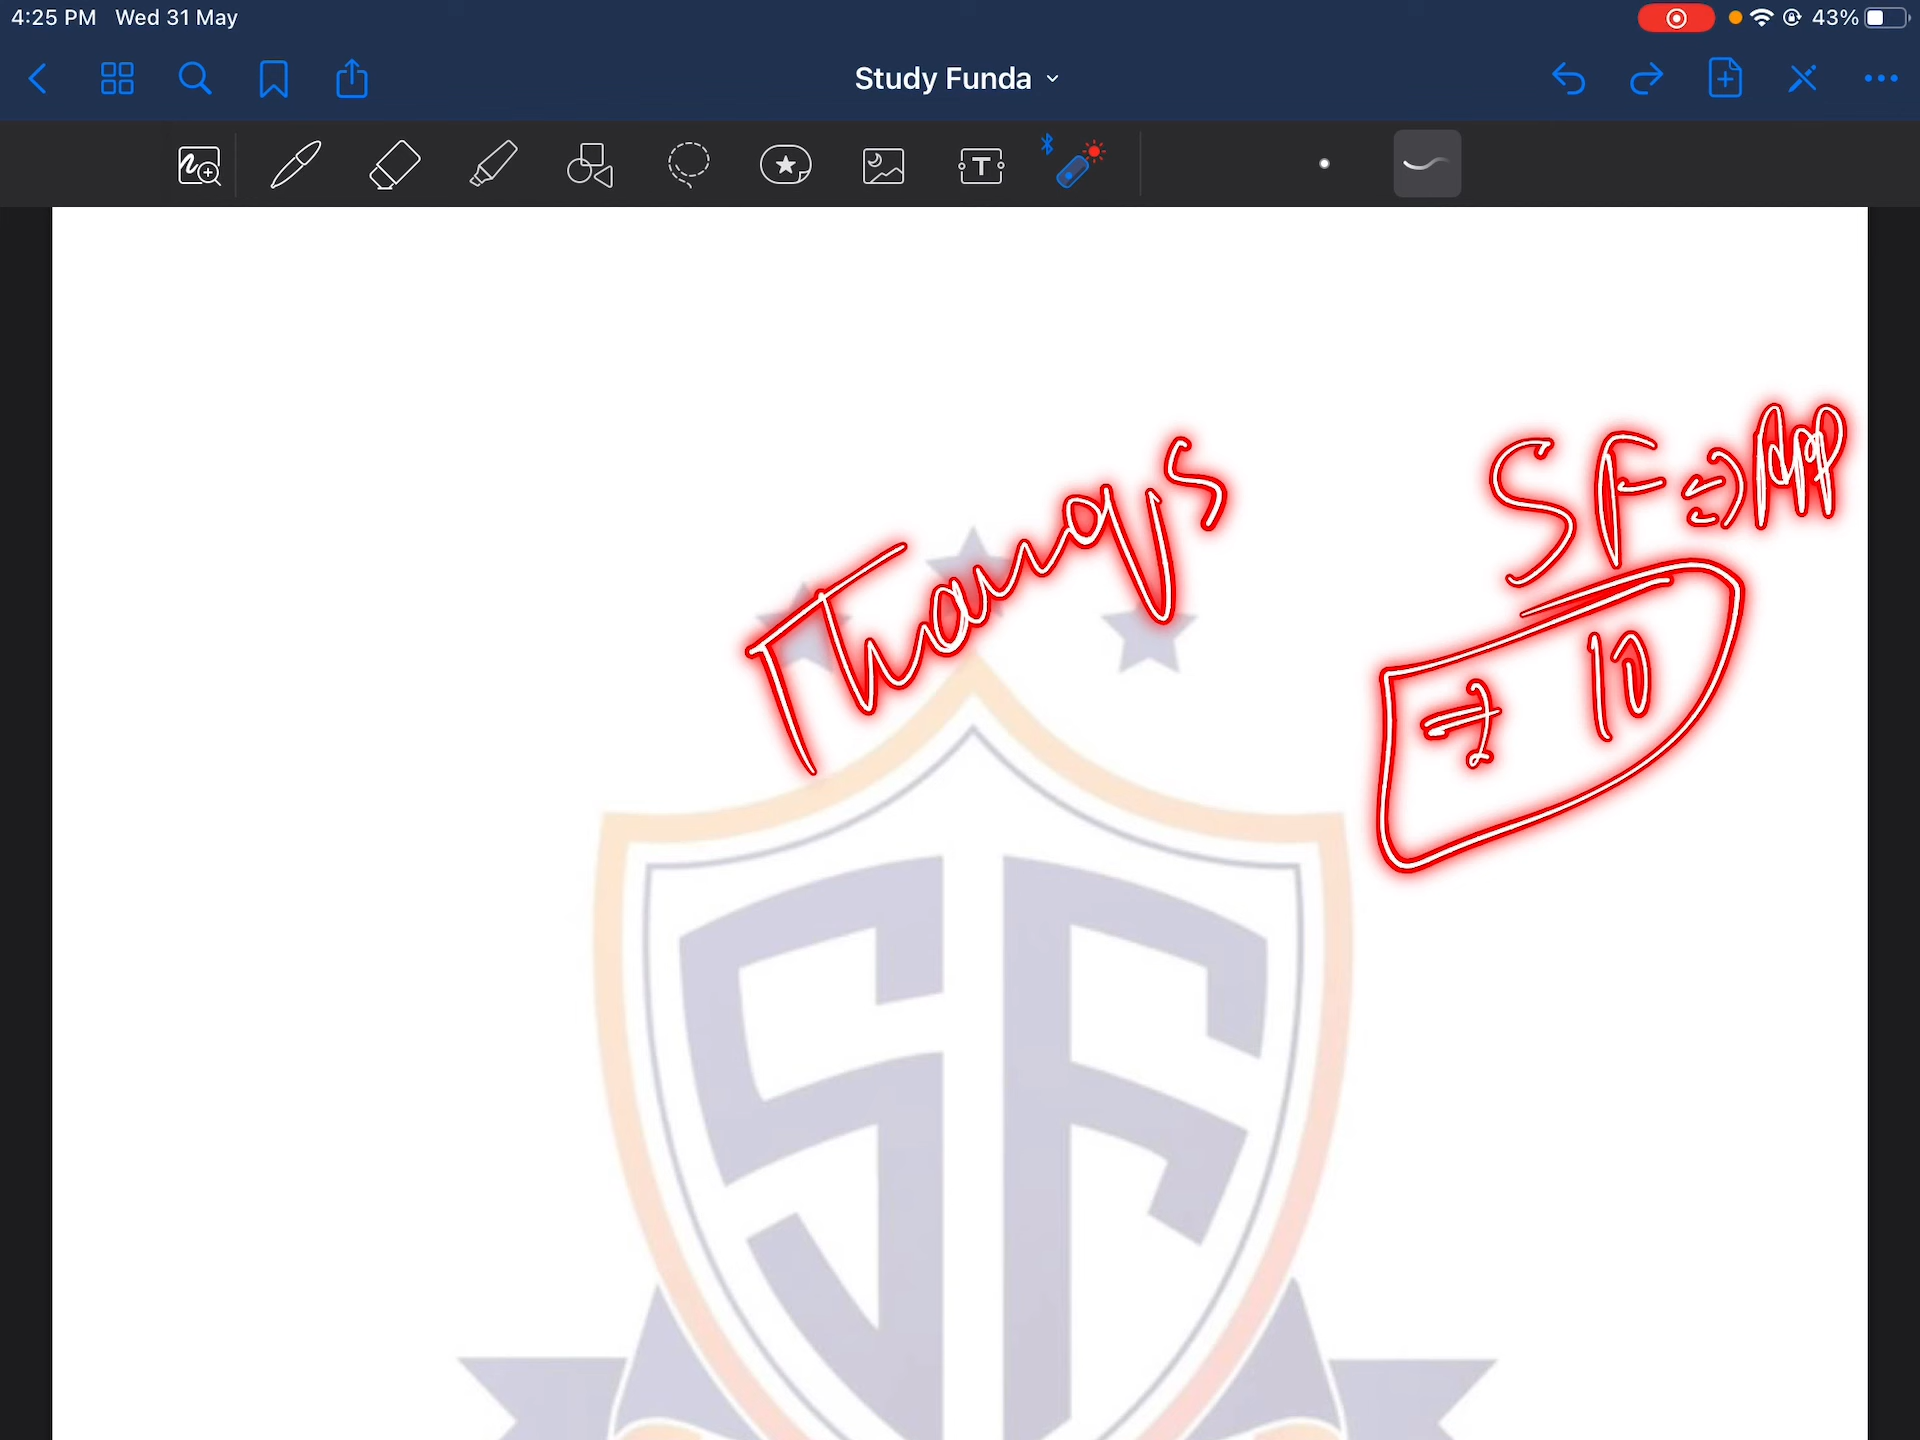 4:25 PM Wed 31 May
43%
Study Funda
T
SF => App
Thanqs
=> 10
SF